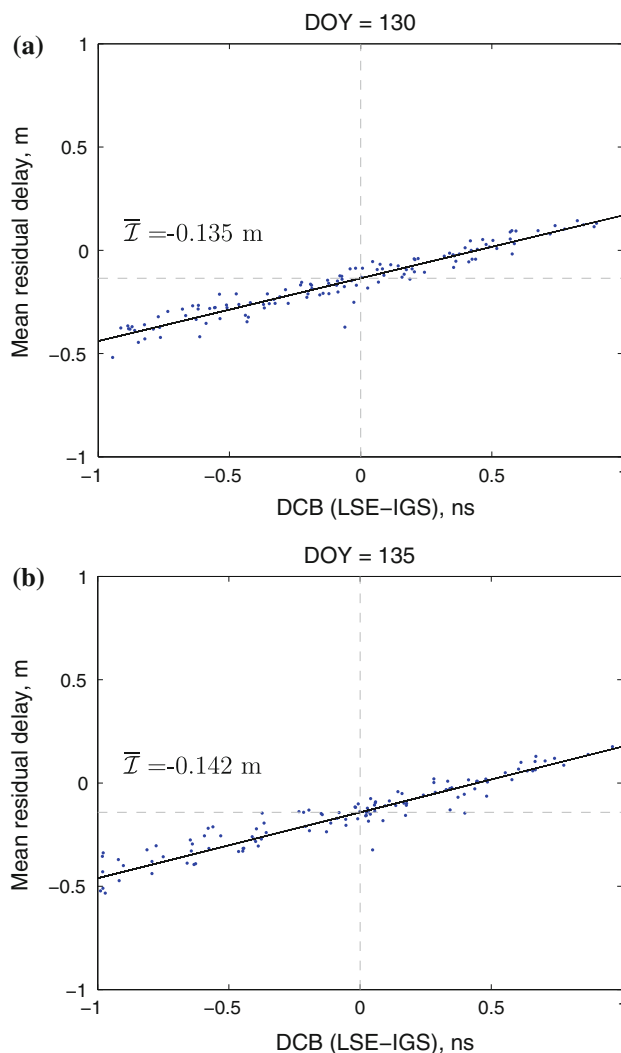 (a)
DOY = 130
1
0.5
0
−0.5
−1
Mean residual delay, m
I̅ =-0.135 m
−1 −0.5 0 0.5 1
DCB (LSE−IGS), ns
(b)
DOY = 135
1
0.5
0
−0.5
−1
Mean residual delay, m
I̅ =-0.142 m
−1 −0.5 0 0.5 1
DCB (LSE−IGS), ns